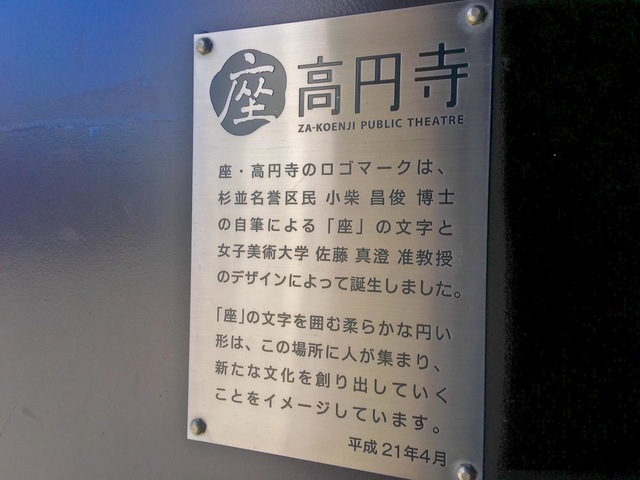 座 高円寺
ZA-KOENJI PUBLIC THEATRE
座・高円寺のロゴマークは、
杉並名誉区民 小柴 昌俊 博士
の自筆による「座」の文字と
女子美術大学 佐藤 真澄 准教授
のデザインによって誕生しました。
「座」の文字を囲む柔らかな円い
形は、この場所に人が集まり、
新たな文化を創り出していく
ことをイメージしています。
平成 21年4月